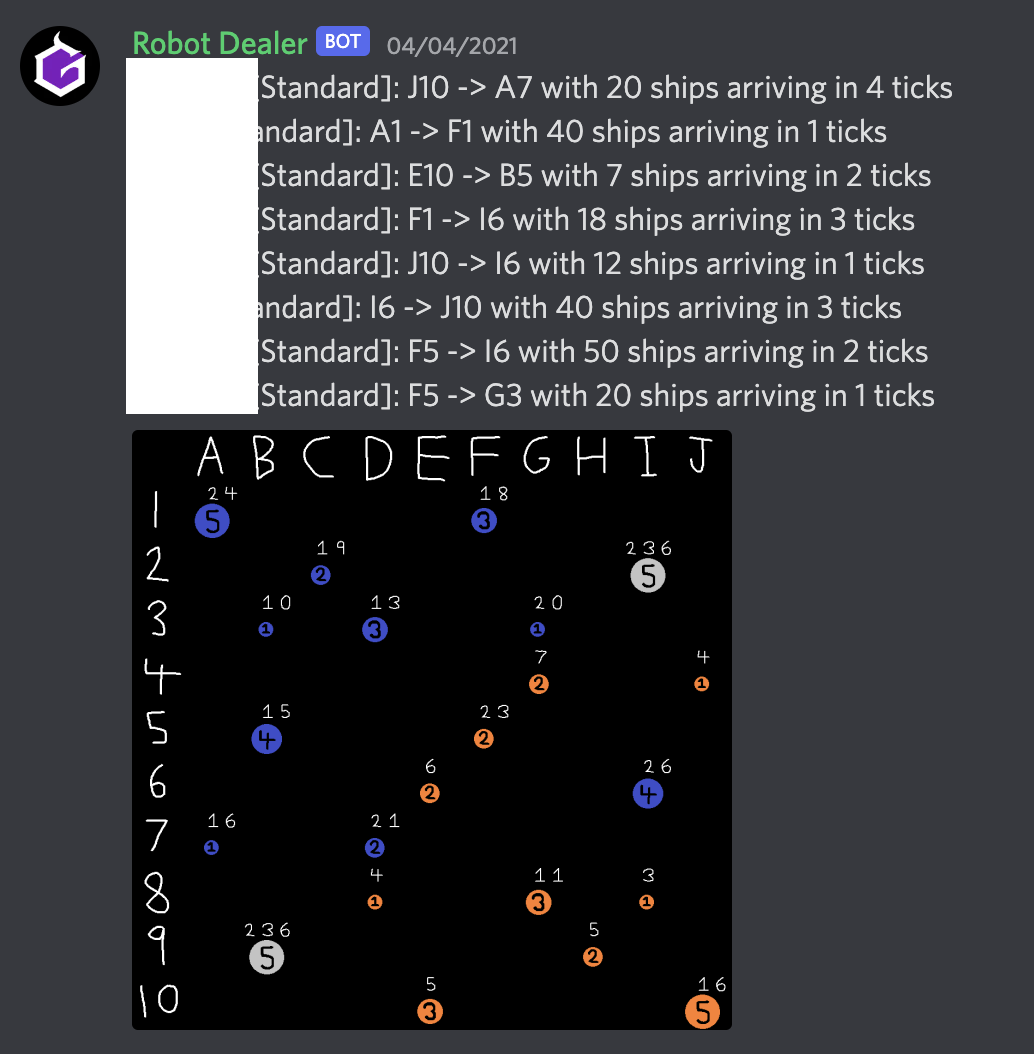 Robot Dealer BOT 04/04/2021
[Standard]: J10 -> A7 with 20 ships arriving in 4 ticks
andard]: A1 -> F1 with 40 ships arriving in 1 ticks
[Standard]: E10 -> B5 with 7 ships arriving in 2 ticks
[Standard]: F1 -> I6 with 18 ships arriving in 3 ticks
[Standard]: J10 -> I6 with 12 ships arriving in 1 ticks
andard]: I6 -> J10 with 40 ships arriving in 3 ticks
[Standard]: F5 -> I6 with 50 ships arriving in 2 ticks
[Standard]: F5 -> G3 with 20 ships arriving in 1 ticks
A B C D E F G H I J
24 18
1 5 3
19 236
2 2 5
10 13 20
3 1 3 1
7 4
4 2 1
15 23
5 4 2
6 26
6 2 4
16 21
7 1 2
4 11 3
8 1 3 1
236 5
9 5 2
5 16
10 3 5